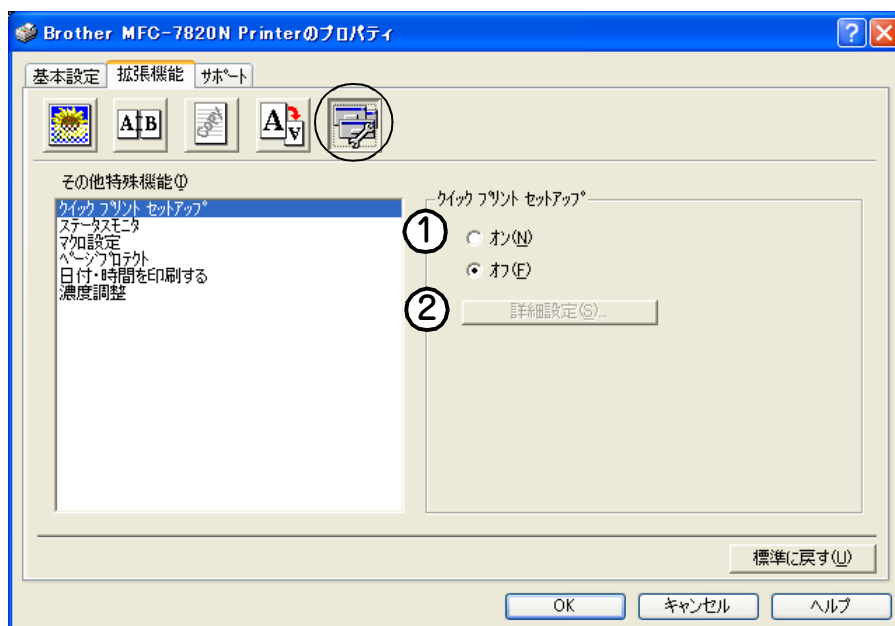 Brother MFC-7820N Printerのプロパティ
基本設定 拡張機能 サポート
A B
COPY
A A
その他特殊機能(I)
クイック プリント セットアップ
ステータスモニタ
マクロ設定
ページプロテクト
日付・時間を印刷する
濃度調整
クイック プリント セットアップ
① オン(N)
オフ(F)
② 詳細設定(S)...
標準に戻す(U)
OK キャンセル ヘルプ